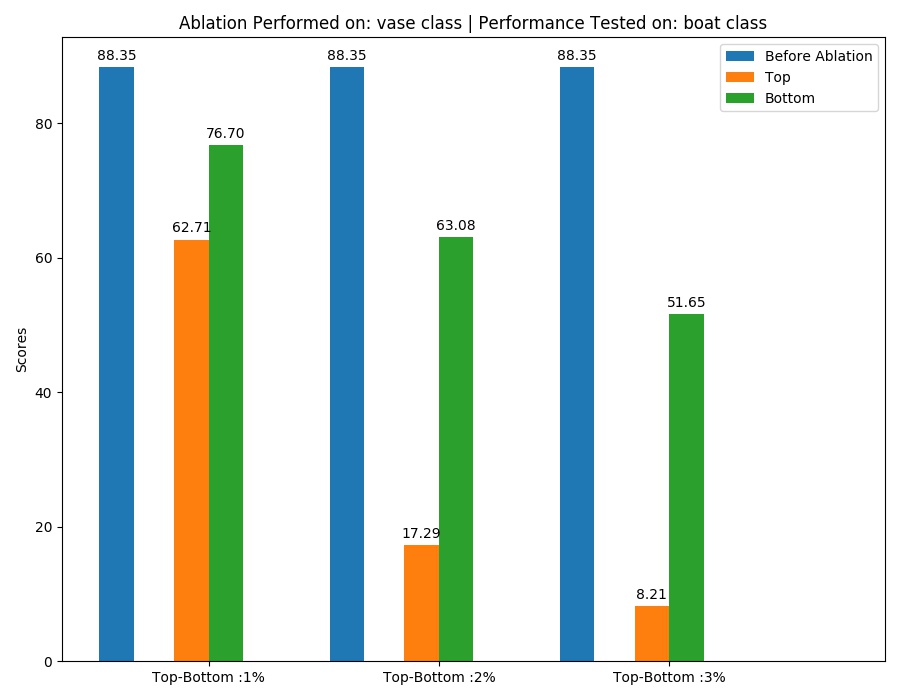 Ablation Performed on: vase class | Performance Tested on: boat class
88.35
88.35
88.35
Before Ablation
Top
Bottom
76.70
62.71
63.08
51.65
17.29
8.21
80
60
40
20
0
Scores
Top-Bottom :1%
Top-Bottom :2%
Top-Bottom :3%